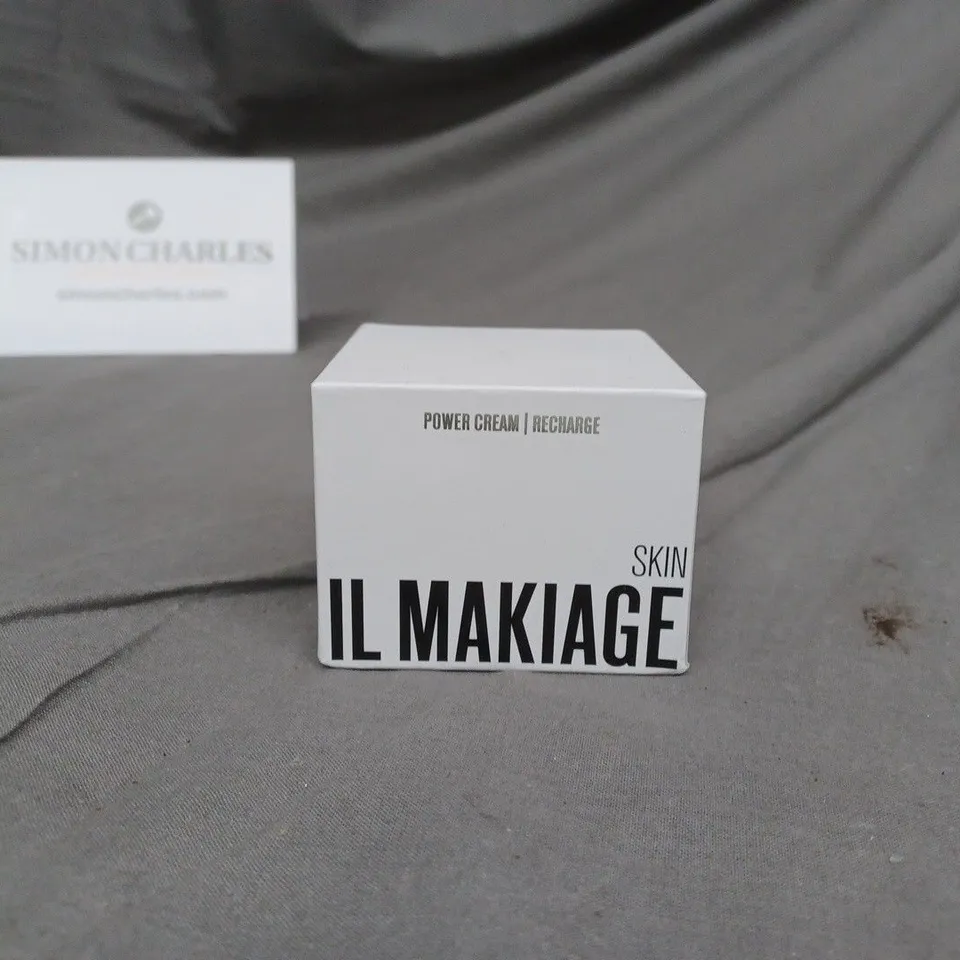 SIMON CHARLES
simoncharles.com
POWER CREAM | RECHARGE
SKIN
IL MAKIAGE